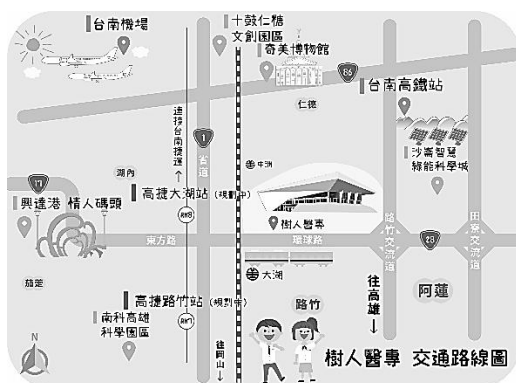 台南機場
十鼓仁糖
文創園區
奇美博物館
86
台南高鐵站
仁德
連接台南捷運
1
省道
沙崙智慧
綠能科學城
中洲
湖內
17
興達港 情人碼頭
高捷大湖站 (規劃中)
RK8
樹人醫專
路竹交流道
28
田寮交流道
東方路
環球路
大湖
茄萣
往高雄
阿蓮
高捷路竹站 (規劃中)
路竹
南科高雄
科學園區
RK7
N
往岡山
樹人醫專 交通路線圖